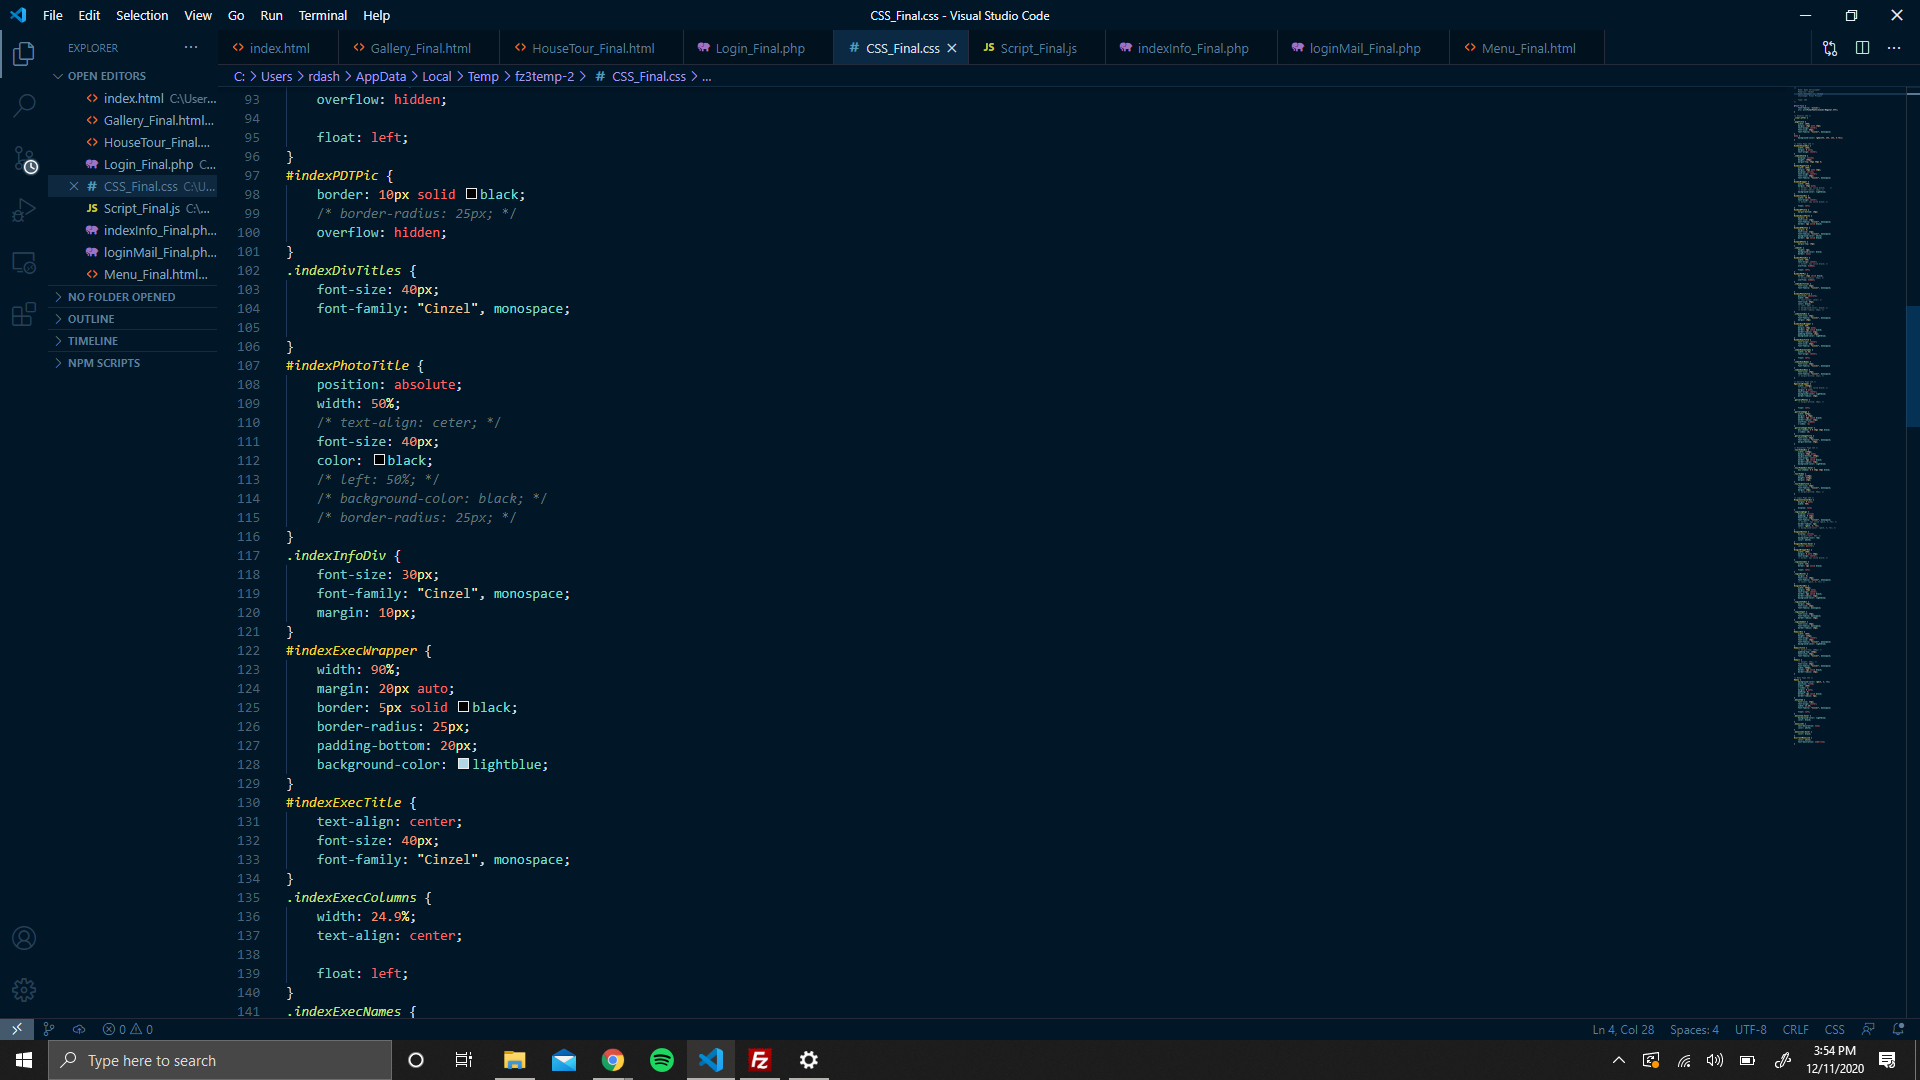 File Edit Selection View Go Run Terminal Help
CSS_Final.css - Visual Studio Code
EXPLORER
index.html Gallery_Final.html HouseTour_Final.html Login_Final.php CSS_Final.css Script_Final.js indexInfo_Final.php loginMail_Final.php Menu_Final.html
C: > Users > rdash > AppData > Local > Temp > fz3temp-2 > # CSS_Final.css > ...
OPEN EDITORS
index.html C:\User...
Gallery_Final.html...
HouseTour_Final....
Login_Final.php C...
# CSS_Final.css C:\U...
JS Script_Final.js C:\...
indexInfo_Final.ph...
loginMail_Final.ph...
Menu_Final.html...
NO FOLDER OPENED
OUTLINE
TIMELINE
NPM SCRIPTS
93 overflow: hidden;
94
95 float: left;
96 }
97 #indexPDTPic {
98 border: 10px solid black;
99 /* border-radius: 25px; */
100 overflow: hidden;
101 }
102 .indexDivTitles {
103 font-size: 40px;
104 font-family: "Cinzel", monospace;
105
106 }
107 #indexPhotoTitle {
108 position: absolute;
109 width: 50%;
110 /* text-align: ceter; */
111 font-size: 40px;
112 color: black;
113 /* left: 50%; */
114 /* background-color: black; */
115 /* border-radius: 25px; */
116 }
117 .indexInfoDiv {
118 font-size: 30px;
119 font-family: "Cinzel", monospace;
120 margin: 10px;
121 }
122 #indexExecWrapper {
123 width: 90%;
124 margin: 20px auto;
125 border: 5px solid black;
126 border-radius: 25px;
127 padding-bottom: 20px;
128 background-color: lightblue;
129 }
130 #indexExecTitle {
131 text-align: center;
132 font-size: 40px;
133 font-family: "Cinzel", monospace;
134 }
135 .indexExecColumns {
136 width: 24.9%;
137 text-align: center;
138
139 float: left;
140 }
141 .indexExecNames {
0 0
Ln 4, Col 28 Spaces: 4 UTF-8 CRLF CSS
Type here to search
3:54 PM
12/11/2020